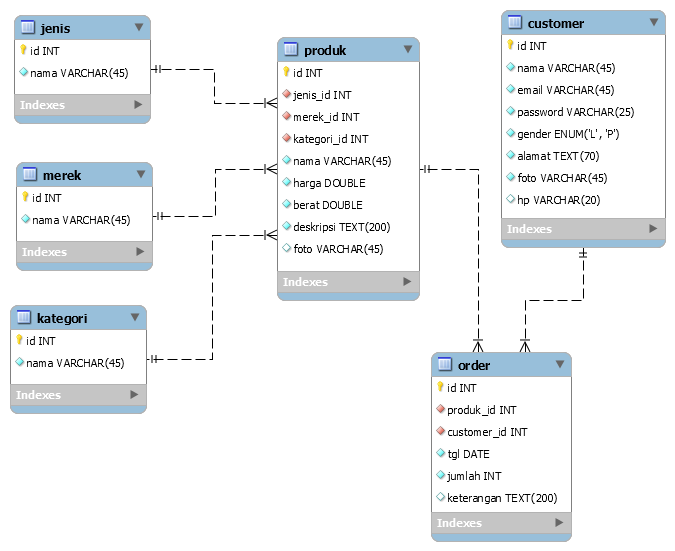 jenis
id INT
nama VARCHAR(45)
Indexes
merek
id INT
nama VARCHAR(45)
Indexes
kategori
id INT
nama VARCHAR(45)
Indexes
produk
id INT
jenis_id INT
merek_id INT
kategori_id INT
nama VARCHAR(45)
harga DOUBLE
berat DOUBLE
deskripsi TEXT(200)
foto VARCHAR(45)
Indexes
customer
id INT
nama VARCHAR(45)
email VARCHAR(45)
password VARCHAR(25)
gender ENUM('L', 'P')
alamat TEXT(70)
foto VARCHAR(45)
hp VARCHAR(20)
Indexes
order
id INT
produk_id INT
customer_id INT
tgl DATE
jumlah INT
keterangan TEXT(200)
Indexes